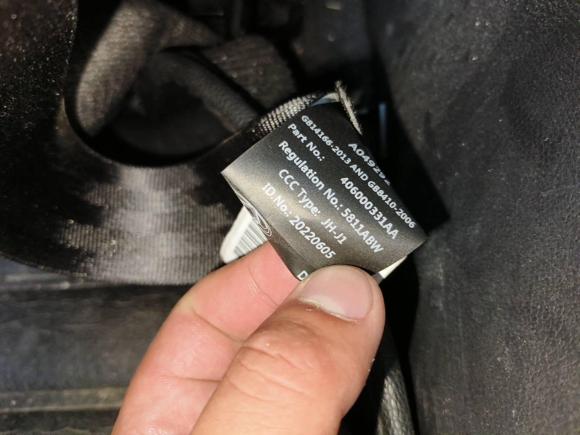 GB14166-2013 AND GB8410-2006
Part No.: 406000331AA
Regulation No.: 5811ABW
CCC Type: JH-J1
ID.No.: 20220605